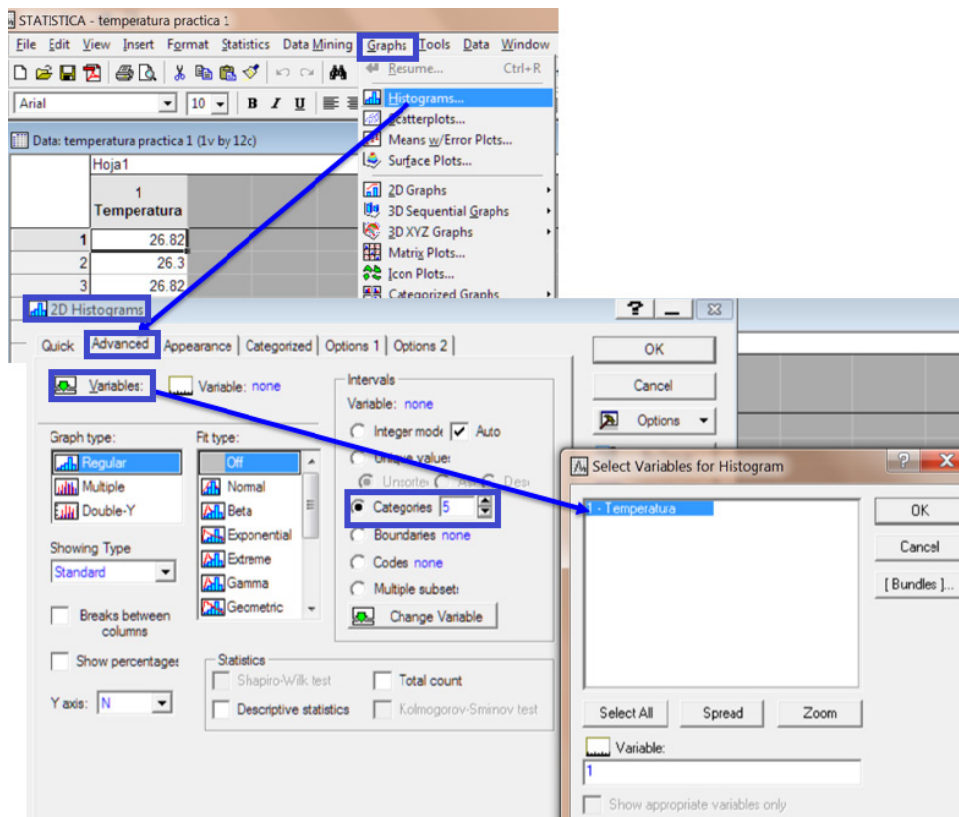 STATISTICA - temperatura practica 1
File Edit View Insert Format Statistics Data Mining Graphs Tools Data Window
Resume... Ctrl+R
Arial 10 B I U
Histograms...
Scatterplots...
Means w/Error Plots...
Surface Plots...
2D Graphs
3D Sequential Graphs
3D XYZ Graphs
Matrix Plots...
Icon Plots...
Categorized Graphs
Data: temperatura practica 1 (1v by 12c)
Hoja1
1
Temperatura
1 26.82
2 26.3
3 26.82
2D Histograms
Quick Advanced Appearance Categorized Options 1 Options 2
OK
Cancel
Options
Variables: Variable: none
Intervals
Variable: none
Integer mode Auto
Unique values
Categories 5
Boundaries none
Codes none
Multiple subset
Change Variable
Graph type:
Regular
Multiple
Double-Y
Fit type:
Off
Normal
Beta
Exponential
Extreme
Gamma
Geometric
Showing Type
Standard
Breaks between
columns
Show percentages
Y axis: N
Statistics
Shapiro-Wilk test Total count
Descriptive statistics Kolmogorov-Smirnov test
Select Variables for Histogram
1 - Temperatura
OK
Cancel
[ Bundles ]...
Select All Spread Zoom
Variable:
1
Show appropriate variables only